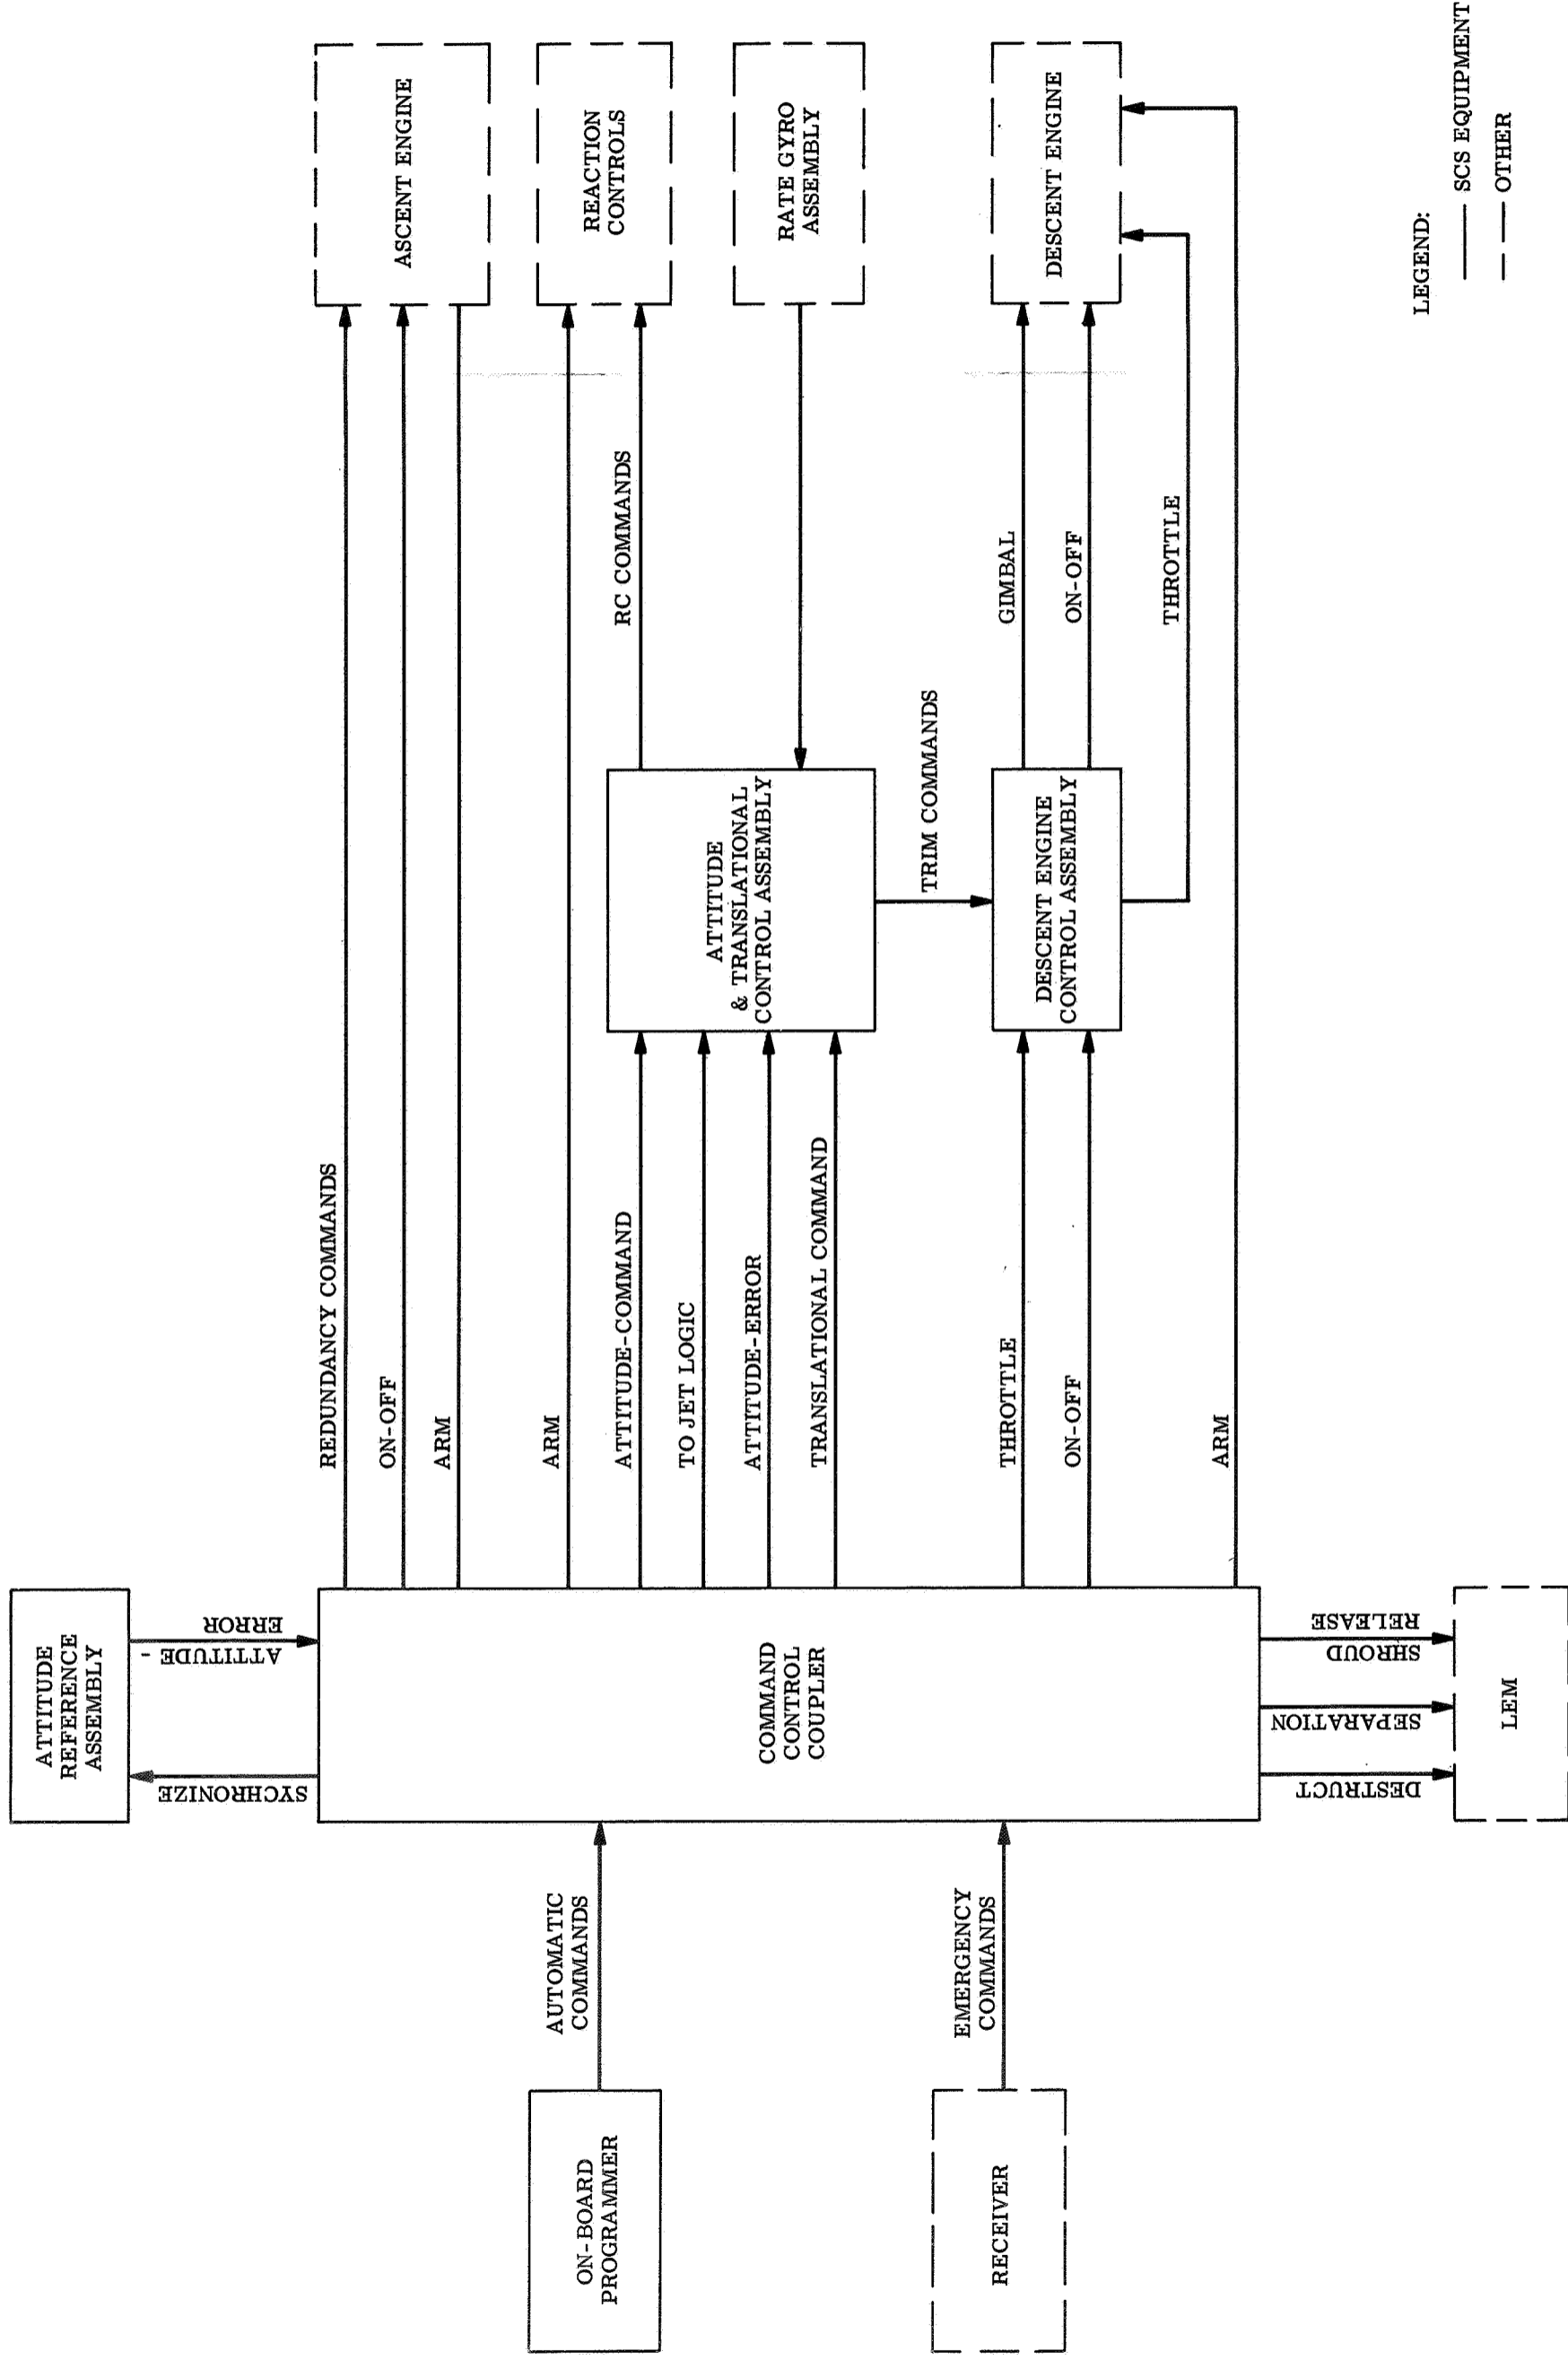 ATTITUDE
REFERENCE
ASSEMBLY
SYCHRONIZE
ATTITUDE -
ERROR
ON-BOARD
PROGRAMMER
AUTOMATIC
COMMANDS
RECEIVER
EMERGENCY
COMMANDS
COMMAND
CONTROL
COUPLER
DESTRUCT
SEPARATION
SHROUD
RELEASE
LEM
REDUNDANCY COMMANDS
ON-OFF
ARM
ARM
ATTITUDE-COMMAND
TO JET LOGIC
ATTITUDE-ERROR
TRANSLATIONAL COMMAND
THROTTLE
ON-OFF
ARM
ATTITUDE
& TRANSLATIONAL
CONTROL ASSEMBLY
TRIM COMMANDS
DESCENT ENGINE
CONTROL ASSEMBLY
RC COMMANDS
GIMBAL
ON-OFF
THROTTLE
ASCENT ENGINE
REACTION
CONTROLS
RATE GYRO
ASSEMBLY
DESCENT ENGINE
LEGEND:
SCS EQUIPMENT
OTHER